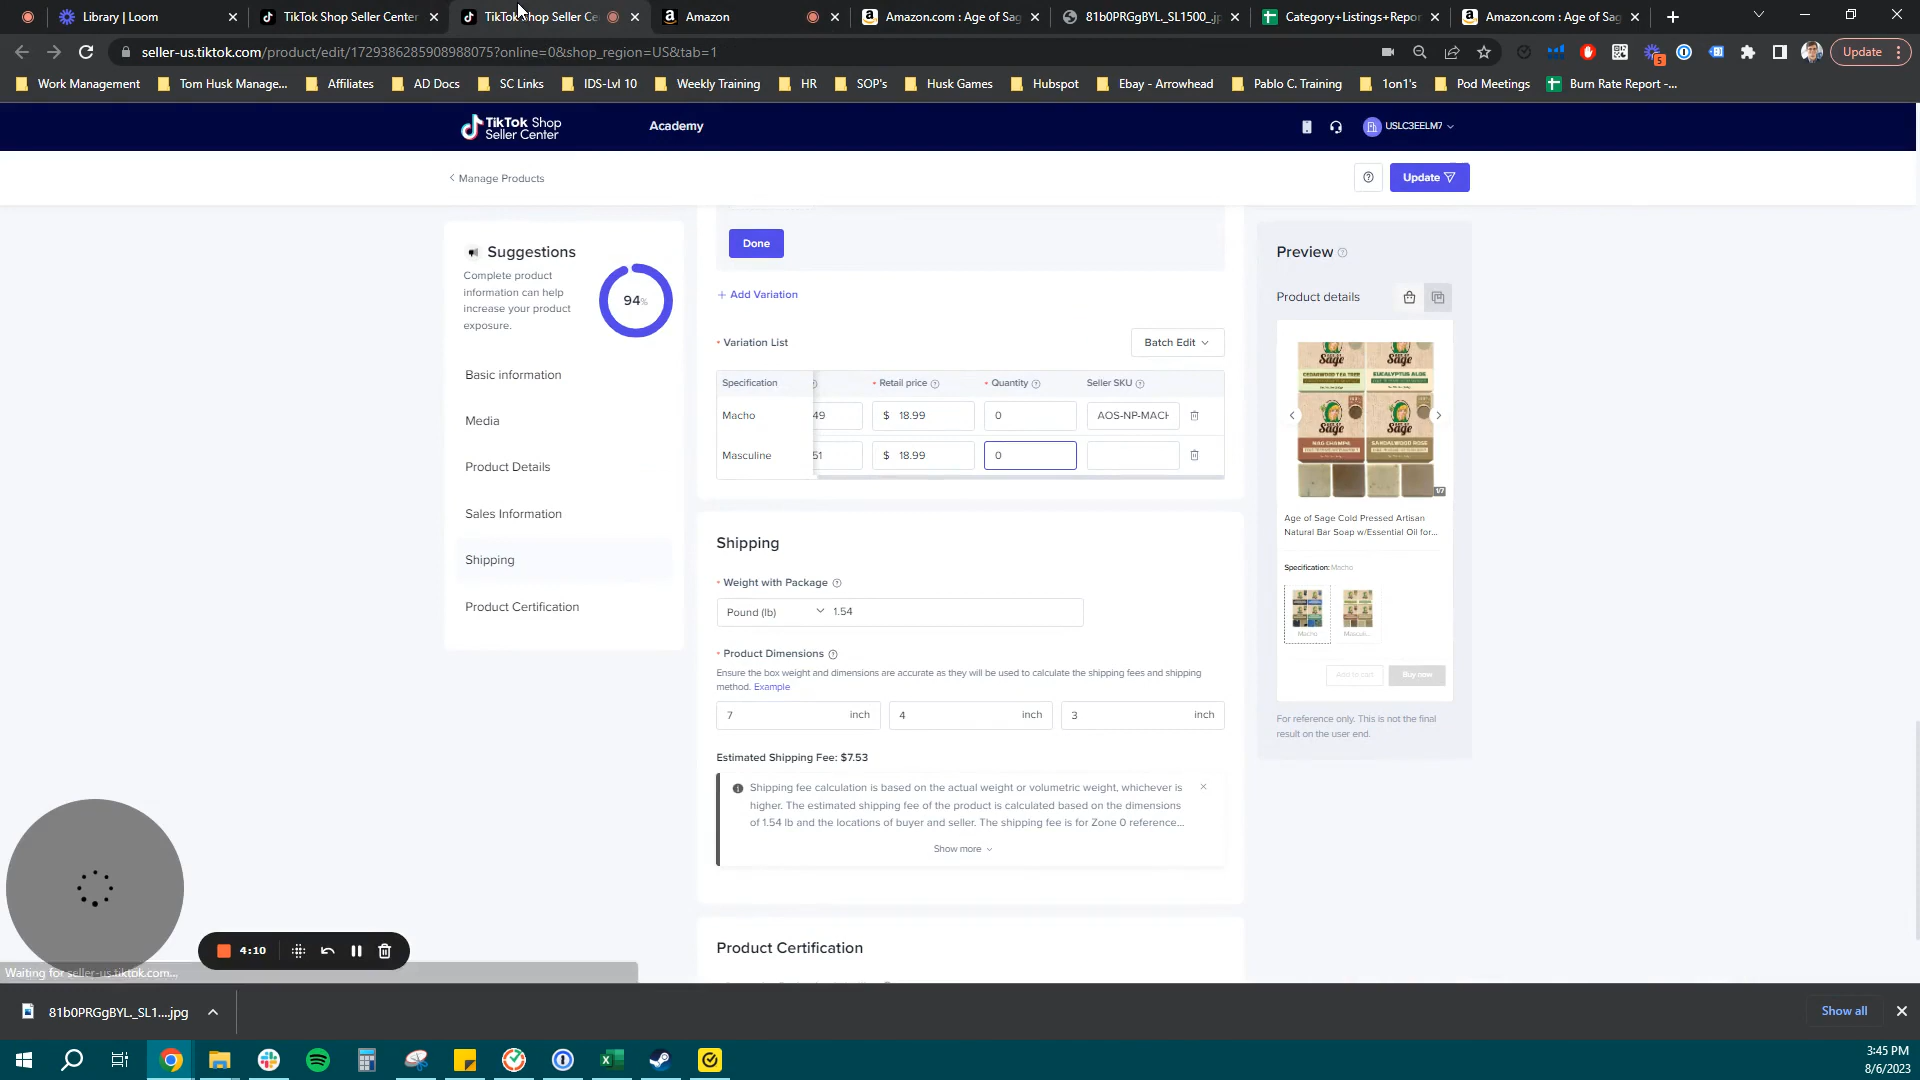 Library | Loom
TikTok Shop Seller Center
TikTok Shop Seller Ce
Amazon
Amazon.com : Age of Sag
81b0PRGgBYL._SL1500_.jp
Category+Listings+Repor
Amazon.com : Age of Sag
seller-us.tiktok.com/product/edit/1729386285908988075?online=0&shop_region=US&tab=1
5
Update
Work Management
Tom Husk Manage...
Affiliates
AD Docs
SC Links
IDS-Lvl 10
Weekly Training
HR
SOP's
Husk Games
Hubspot
Ebay - Arrowhead
Pablo C. Training
1on1's
Pod Meetings
Burn Rate Report -...
TikTok Shop
Seller Center
Academy
USLC3EELM7
Manage Products
Update
Suggestions
Complete product
information can help
increase your product
exposure.
94%
Basic information
Media
Product Details
Sales Information
Shipping
Product Certification
Done
+ Add Variation
Variation List
Batch Edit
Specification
Retail price
Quantity
Seller SKU
Macho
49
$ 18.99
0
AOS-NP-MACH
Masculine
51
$ 18.99
0
Shipping
Weight with Package
Pound (lb)
1.54
Product Dimensions
Ensure the box weight and dimensions are accurate as they will be used to calculate the shipping fees and shipping
method. Example
7 inch
4 inch
3 inch
Estimated Shipping Fee: $7.53
Shipping fee calculation is based on the actual weight or volumetric weight, whichever is
higher. The estimated shipping fee of the product is calculated based on the dimensions
of 1.54 lb and the locations of buyer and seller. The shipping fee is for Zone 0 reference...
Show more
Product Certification
Preview
Product details
Sage
Sage
CEDARWOOD TEA TREE
EUCALYPTUS ALOE
Sage
Sage
NAG CHAMPA
SANDALWOOD ROSE
1/7
Age of Sage Cold Pressed Artisan
Natural Bar Soap w/Essential Oil for...
Specification: Macho
Macho
Masculi...
Add to cart
Buy now
For reference only. This is not the final
result on the user end.
4:10
Waiting for seller-us.tiktok.com...
81b0PRGgBYL._SL1....jpg
Show all
3:45 PM
8/6/2023